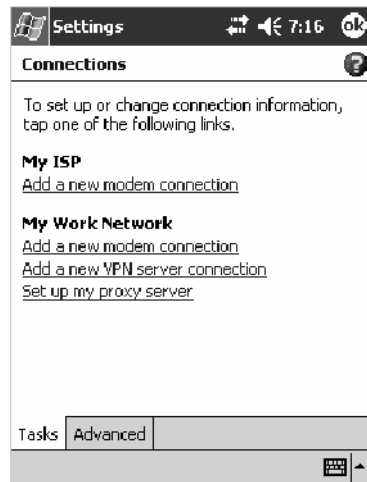 Settings 7:16 ok
Connections ?
To set up or change connection information,
tap one of the following links.
My ISP
Add a new modem connection
My Work Network
Add a new modem connection
Add a new VPN server connection
Set up my proxy server
Tasks Advanced